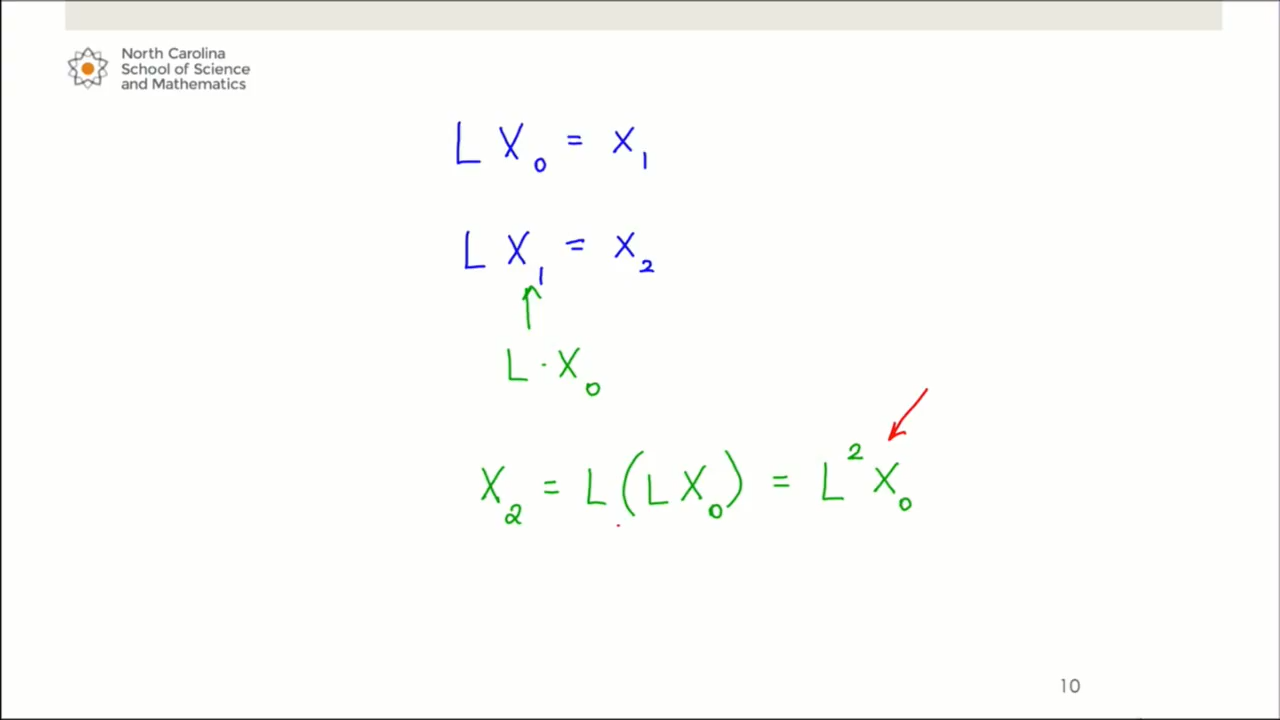 North Carolina
School of Science
and Mathematics
L X₀ = X₁
L X₁ = X₂
L · X₀
X₂ = L(L X₀) = L² X₀
10